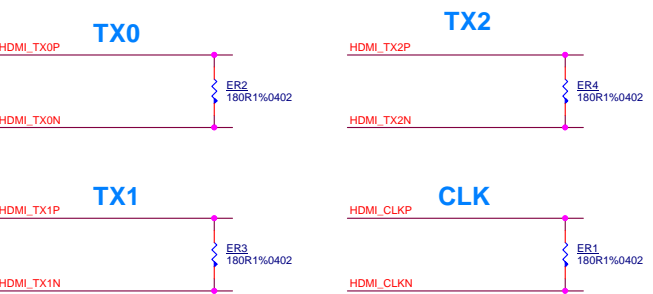 TX0
HDMI_TX0P
ER2
180R1%0402
HDMI_TX0N
TX2
HDMI_TX2P
ER4
180R1%0402
HDMI_TX2N
TX1
HDMI_TX1P
ER3
180R1%0402
HDMI_TX1N
CLK
HDMI_CLKP
ER1
180R1%0402
HDMI_CLKN